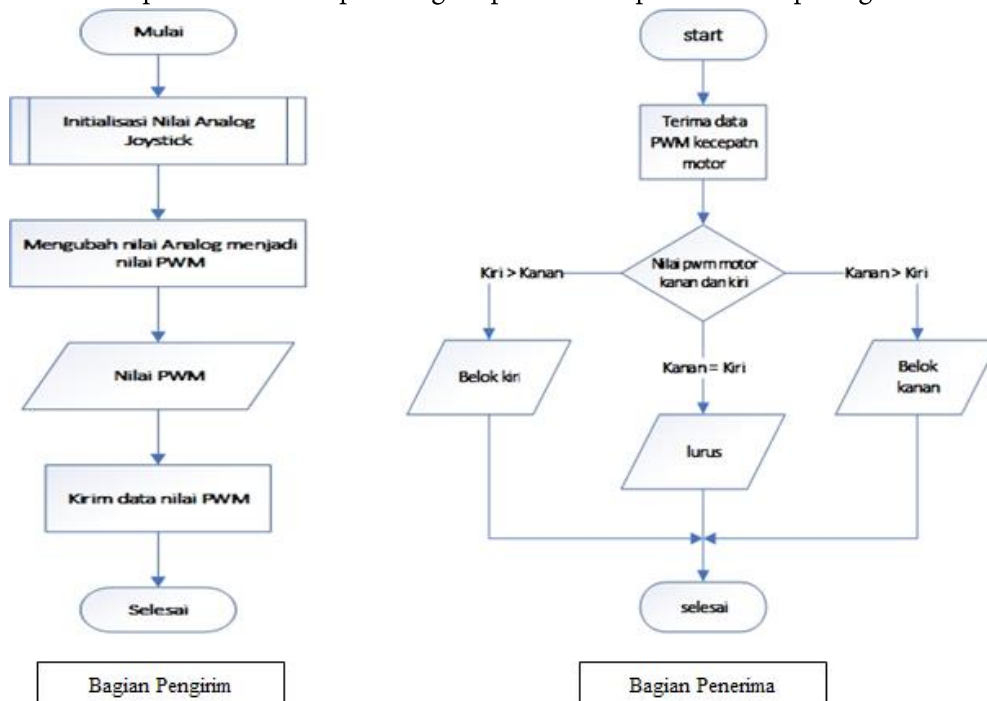 Mulai
Initialisasi Nilai Analog
Joystick
Mengubah nilai Analog menjadi
nilai PWM
Nilai PWM
Kirim data nilai PWM
Selesai
Bagian Pengirim
start
Terima data
PWM kecepatn
motor
Nilai pwm motor
kanan dan kiri
Kiri > Kanan
Kanan > Kiri
Kanan = Kiri
Belok kiri
Belok
kanan
lurus
selesai
Bagian Penerima